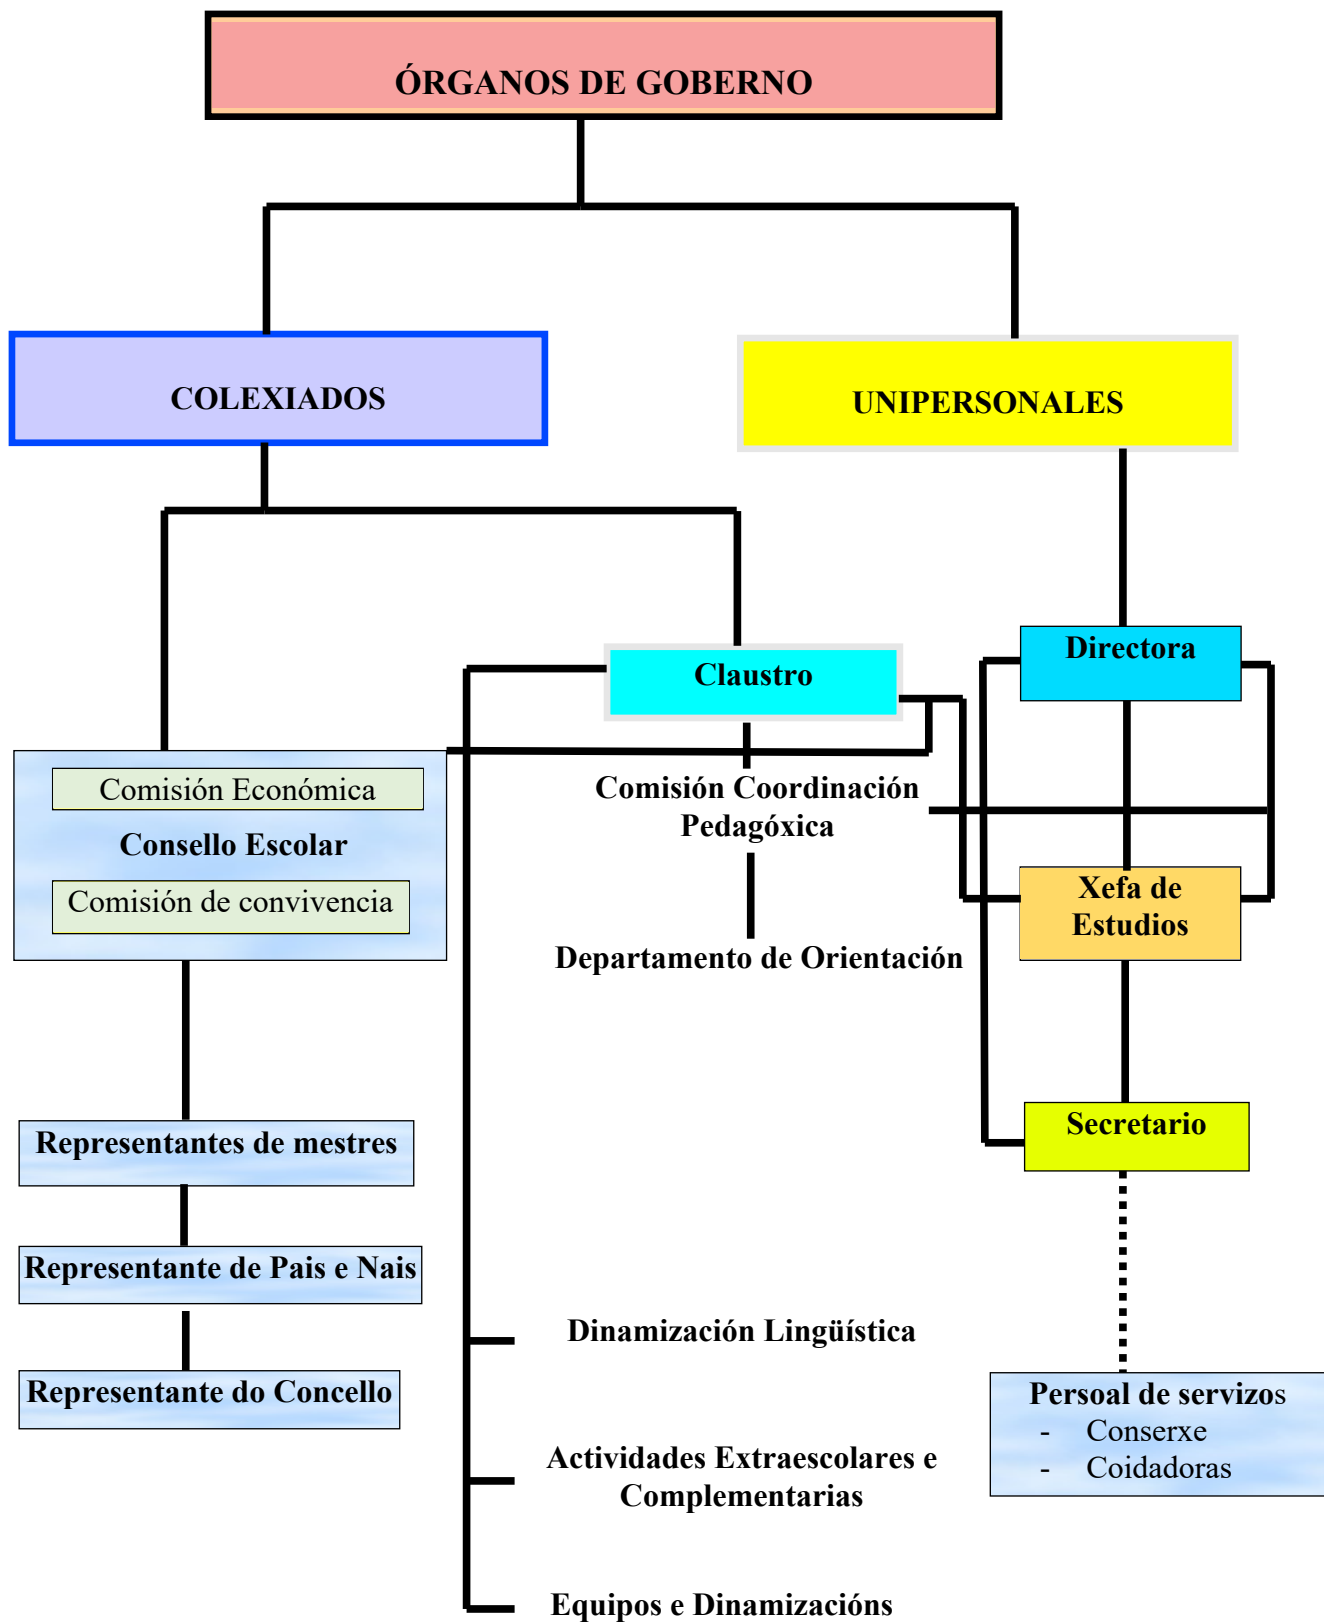 ÓRGANOS DE GOBERNO
COLEXIADOS
UNIPERSONALES
Directora
Claustro
Comisión Económica
Consello Escolar
Comisión de convivencia
Comisión Coordinación
Pedagóxica
Xefa de
Estudios
Departamento de Orientación
Representantes de mestres
Secretario
Representante de Pais e Nais
Dinamización Lingüística
Representante do Concello
Persoal de servizos
- Conserxe
- Coidadoras
Actividades Extraescolares e
Complementarias
Equipos e Dinamizacións